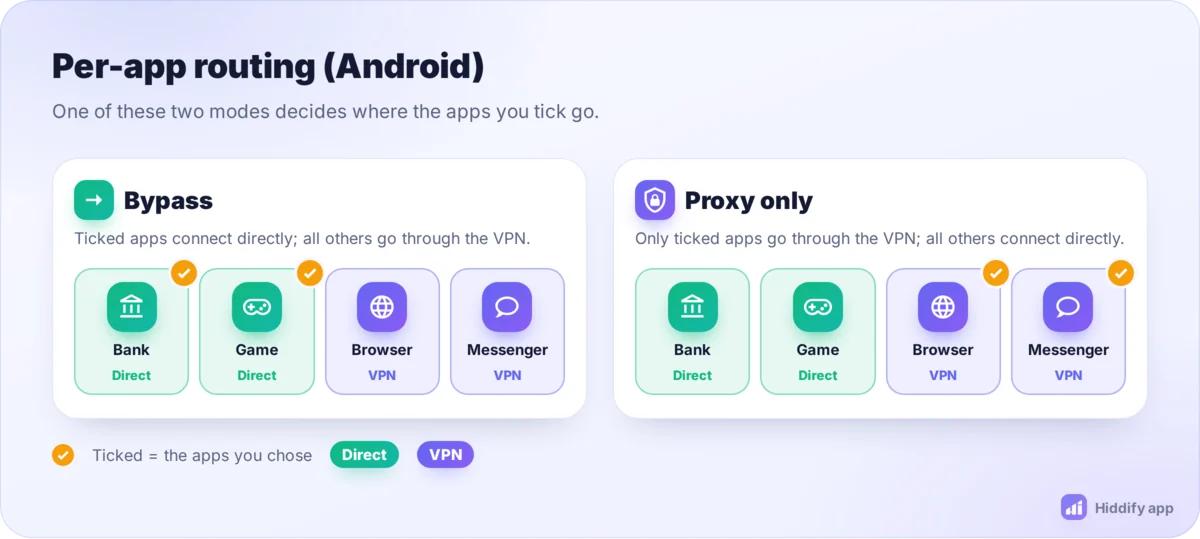 Per-app routing (Android)
One of these two modes decides where the apps you tick go.
Bypass
Ticked apps connect directly; all others go through the VPN.
Bank
Direct
Game
Direct
Browser
VPN
Messenger
VPN
Proxy only
Only ticked apps go through the VPN; all others connect directly.
Bank
Direct
Game
Direct
Browser
VPN
Messenger
VPN
Ticked = the apps you chose
Direct
VPN
Hiddify app